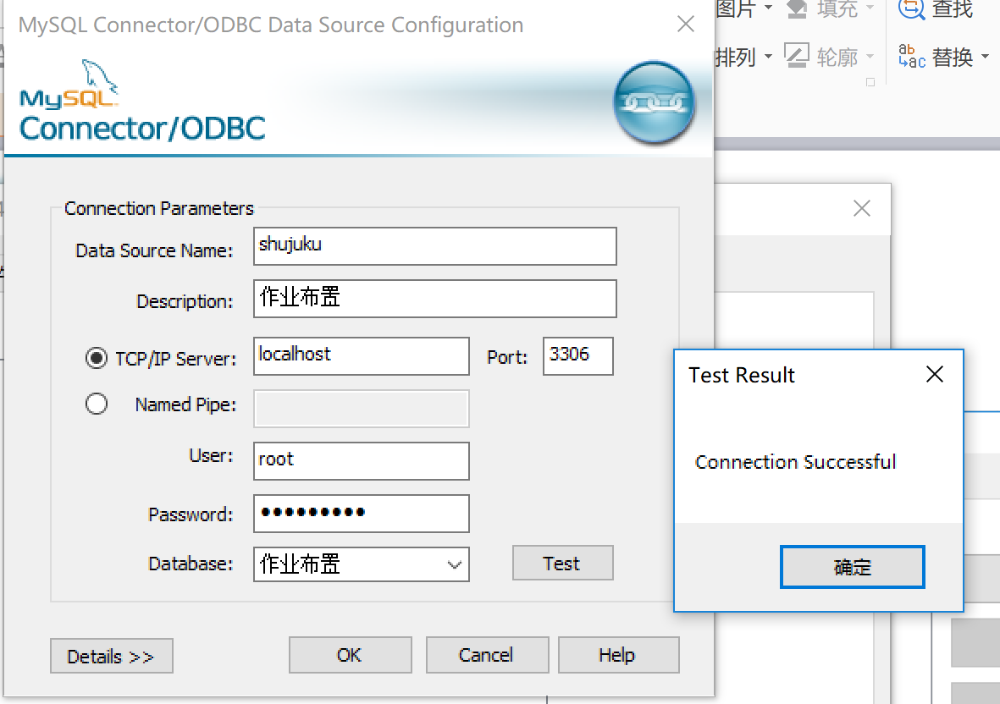 MySQL Connector/ODBC Data Source Configuration
图片
填充
查找
排列
轮廓
替换
MySQL
Connector/ODBC
Connection Parameters
Data Source Name: shujuku
Description: 作业布置
TCP/IP Server: localhost Port: 3306
Named Pipe:
User: root
Password: •••••••••
Database: 作业布置 Test
Details >> OK Cancel Help
Test Result
Connection Successful
确定